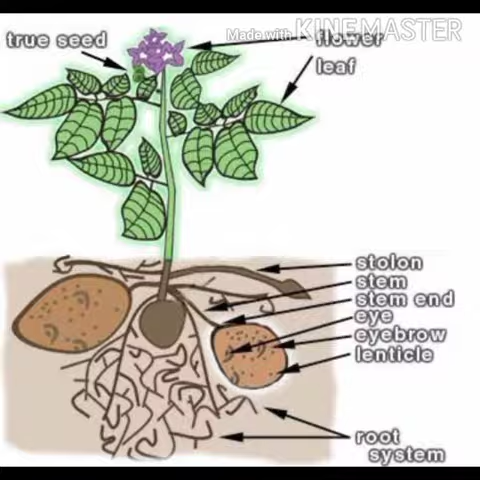 true seed
Made with KINEMASTER
flower
leaf
stolon
stem
stem end
eye
eyebrow
lenticle
root
system